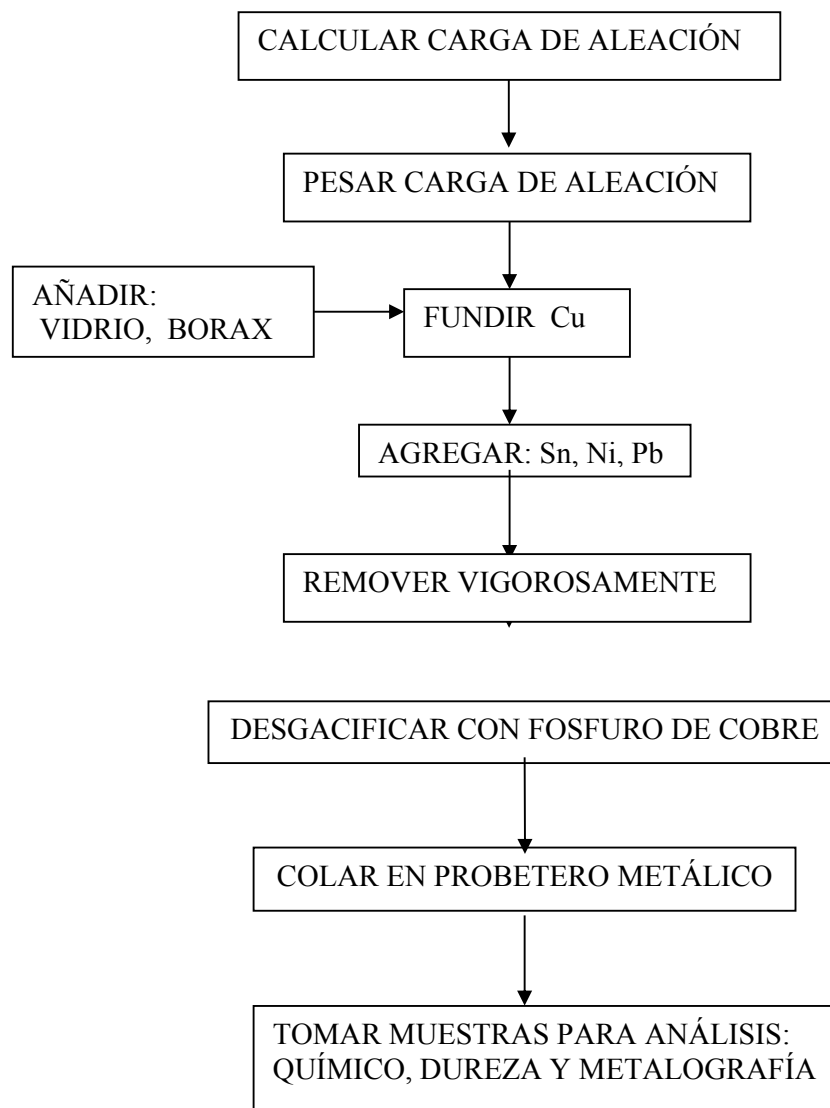 CALCULAR CARGA DE ALEACIÓN
PESAR CARGA DE ALEACIÓN
AÑADIR:
VIDRIO, BORAX
FUNDIR Cu
AGREGAR: Sn, Ni, Pb
REMOVER VIGOROSAMENTE
DESGACIFICAR CON FOSFURO DE COBRE
COLAR EN PROBETERO METÁLICO
TOMAR MUESTRAS PARA ANÁLISIS:
QUÍMICO, DUREZA Y METALOGRAFÍA